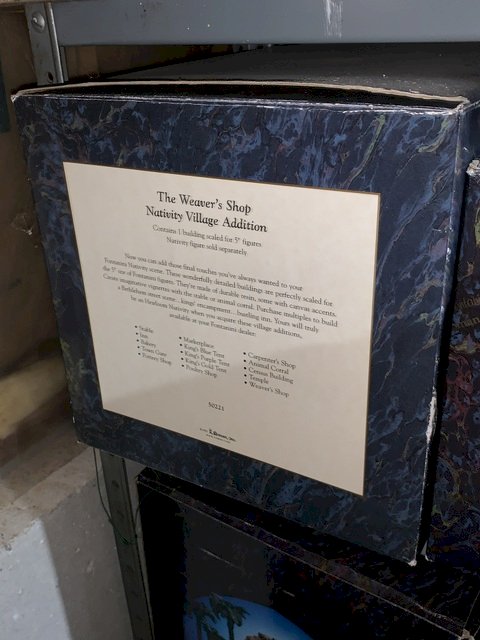 The Weaver's Shop
Nativity Village Addition
Contains 1 building scaled for 5" figures
Nativity figure sold separately
Now you can add those final touches you've always wanted to your
Fontanini Nativity scene. These wonderfully detailed buildings are perfectly scaled for
the 5" size of Fontanini figures. They're made of durable resin, some with canvas accents.
Create imaginative vignettes with the stable or animal corral. Purchase multiples to build
a Bethlehem street scene... kings' encampment... bustling inn. Yours will truly
be an Heirloom Nativity when you acquire these village additions,
available at your Fontanini dealer:
• Stable
• Inn
• Bakery
• Town Gate
• Pottery Shop
• Marketplace
• King's Blue Tent
• King's Purple Tent
• King's Gold Tent
• Poultry Shop
• Carpenter's Shop
• Animal Corral
• Census Building
• Temple
• Weaver's Shop
50221
Roman, Inc.